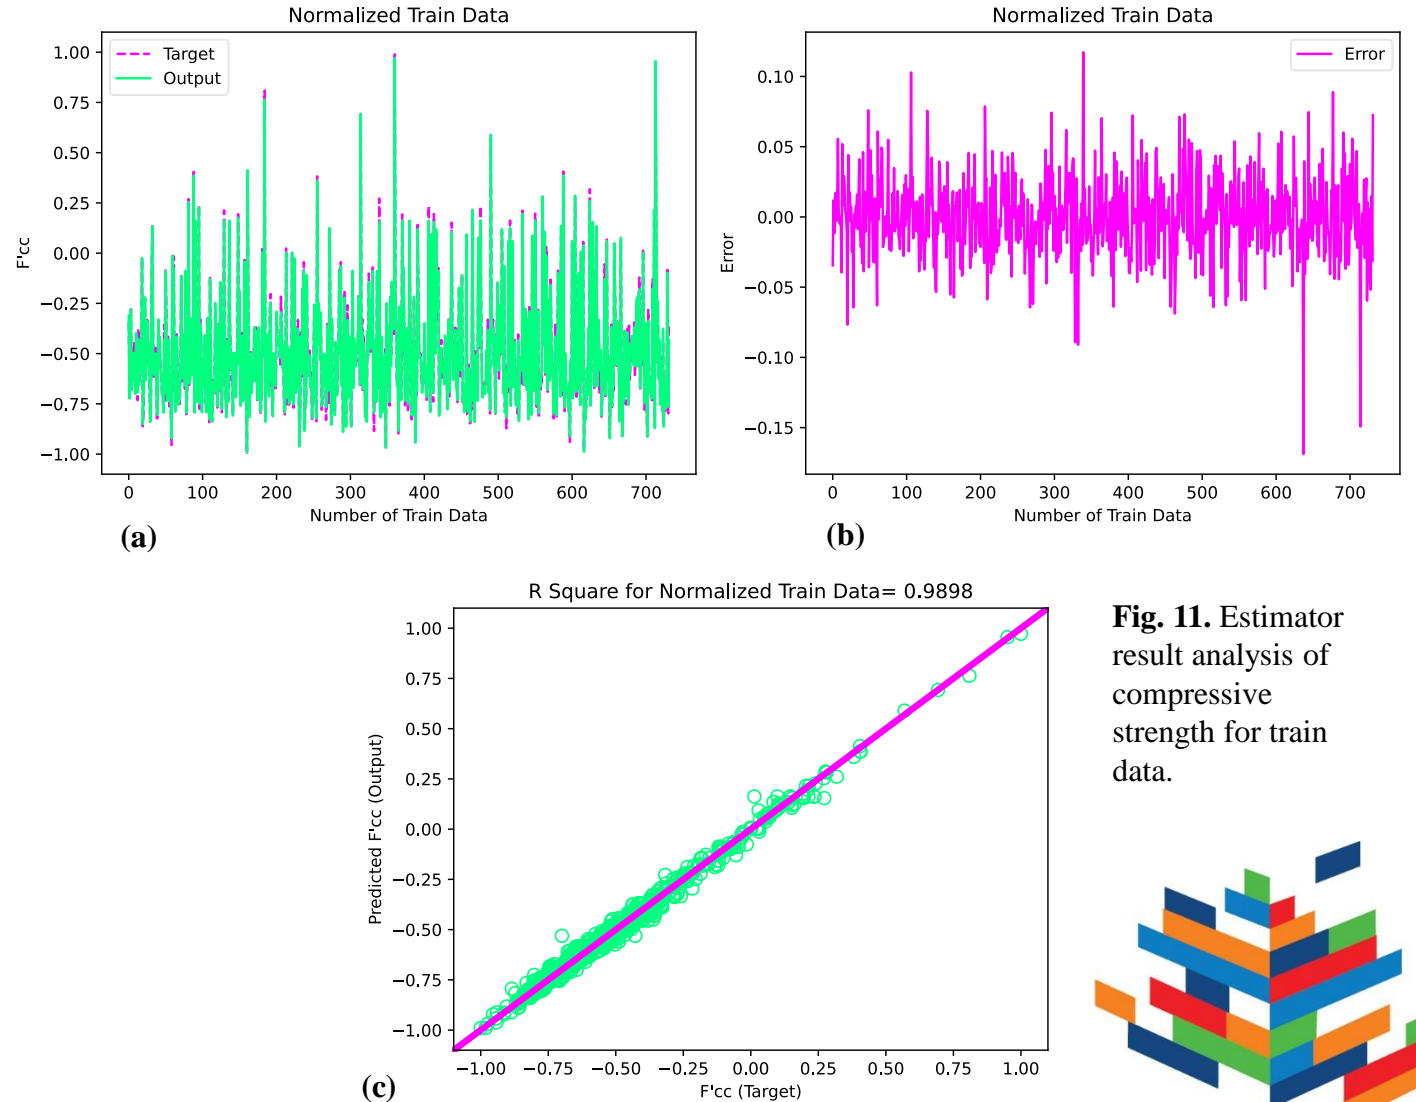 Normalized Train Data
1.00
0.75
0.50
0.25
0.00
−0.25
−0.50
−0.75
−1.00
F'cc
Target
Output
0 100 200 300 400 500 600 700
Number of Train Data
(a)
Normalized Train Data
0.10
0.05
0.00
−0.05
−0.10
−0.15
Error
Error
0 100 200 300 400 500 600 700
Number of Train Data
(b)
R Square for Normalized Train Data= 0.9898
1.00
0.75
0.50
0.25
0.00
−0.25
−0.50
−0.75
−1.00
Predicted F'cc (Output)
−1.00 −0.75 −0.50 −0.25 0.00 0.25 0.50 0.75 1.00
F'cc (Target)
(c)
Fig. 11. Estimator
result analysis of
compressive
strength for train
data.